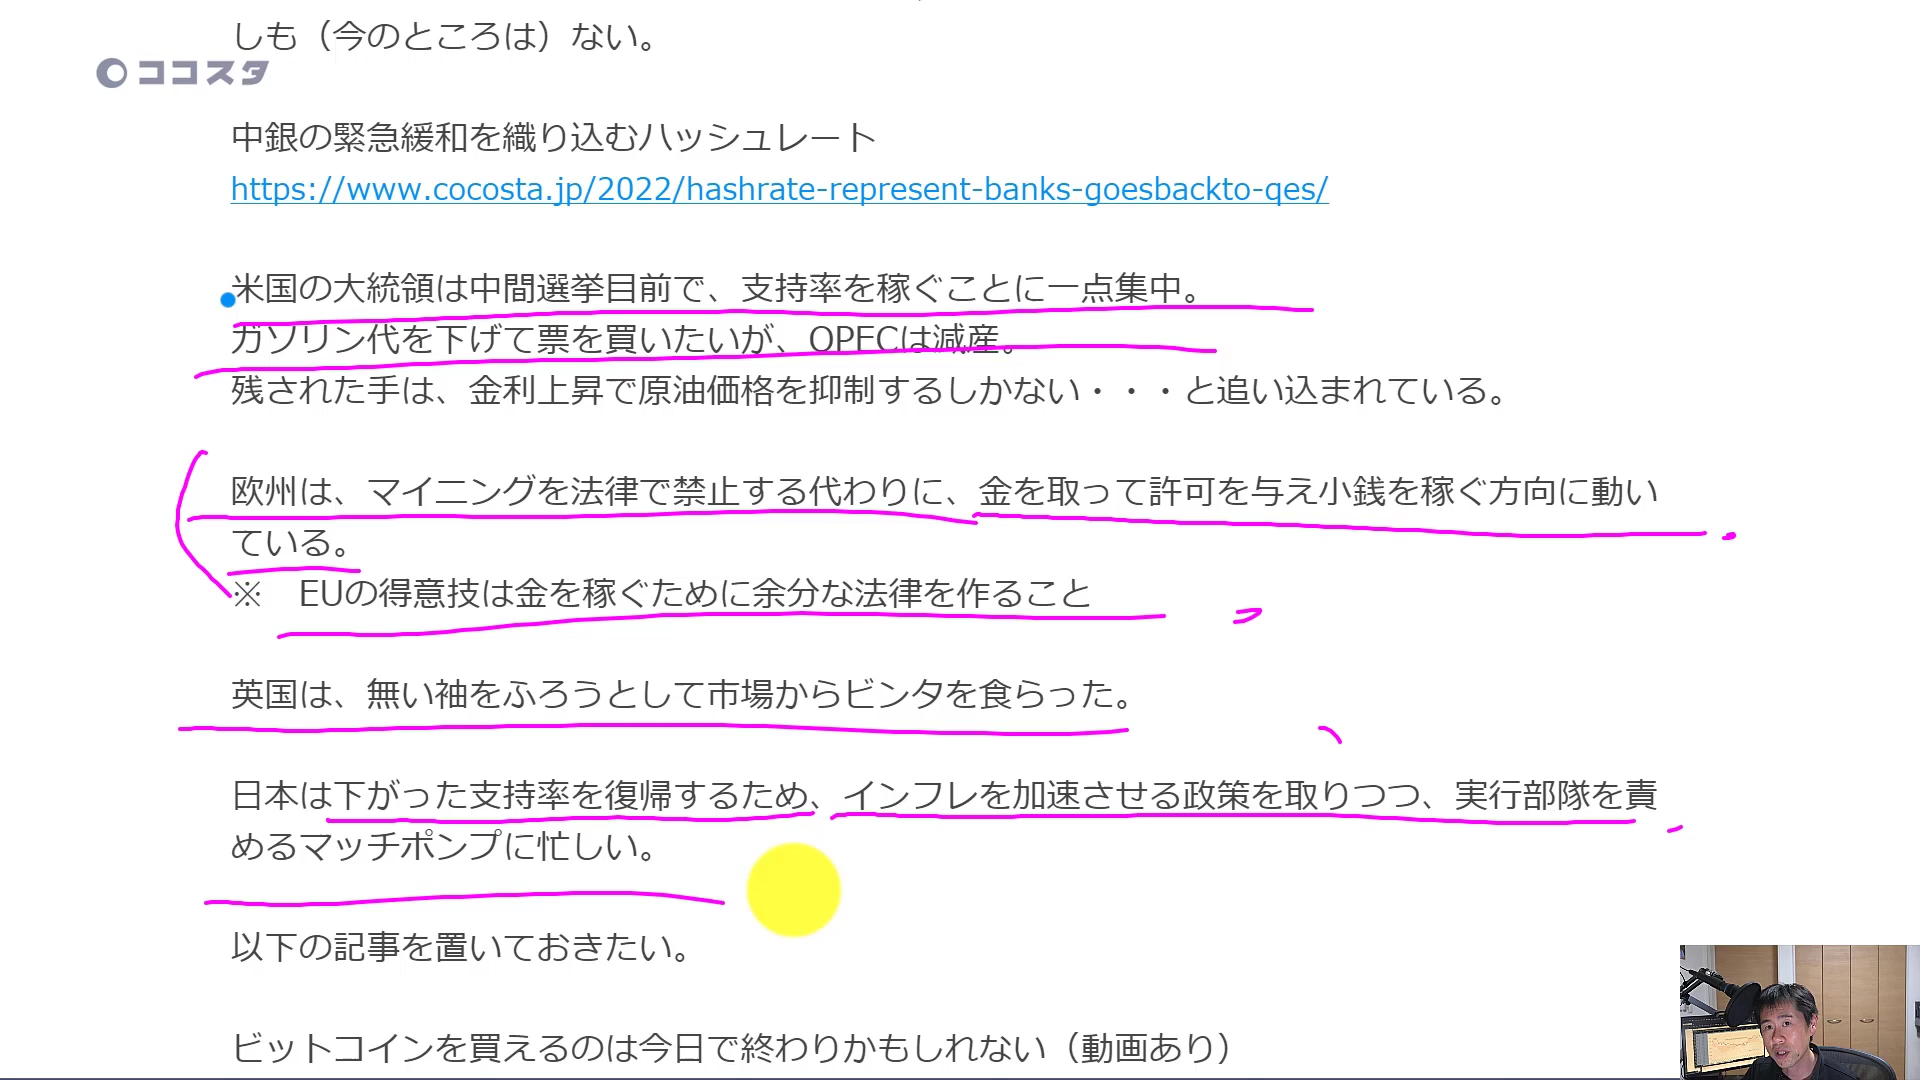 しも（今のところは）ない。
ココスタ
中銀の緊急緩和を織り込むハッシュレート
https://www.cocosta.jp/2022/hashrate-represent-banks-goesbackto-qes/
米国の大統領は中間選挙目前で、支持率を稼ぐことに一点集中。
ガソリン代を下げて票を買いたいが、OPECは減産。
残された手は、金利上昇で原油価格を抑制するしかない・・・と追い込まれている。
欧州は、マイニングを法律で禁止する代わりに、金を取って許可を与え小銭を稼ぐ方向に動い
ている。
※　EUの得意技は金を稼ぐために余分な法律を作ること
英国は、無い袖をふろうとして市場からビンタを食らった。
日本は下がった支持率を復帰するため、インフレを加速させる政策を取りつつ、実行部隊を責
めるマッチポンプに忙しい。
以下の記事を置いておきたい。
ビットコインを買えるのは今日で終わりかもしれない（動画あり）